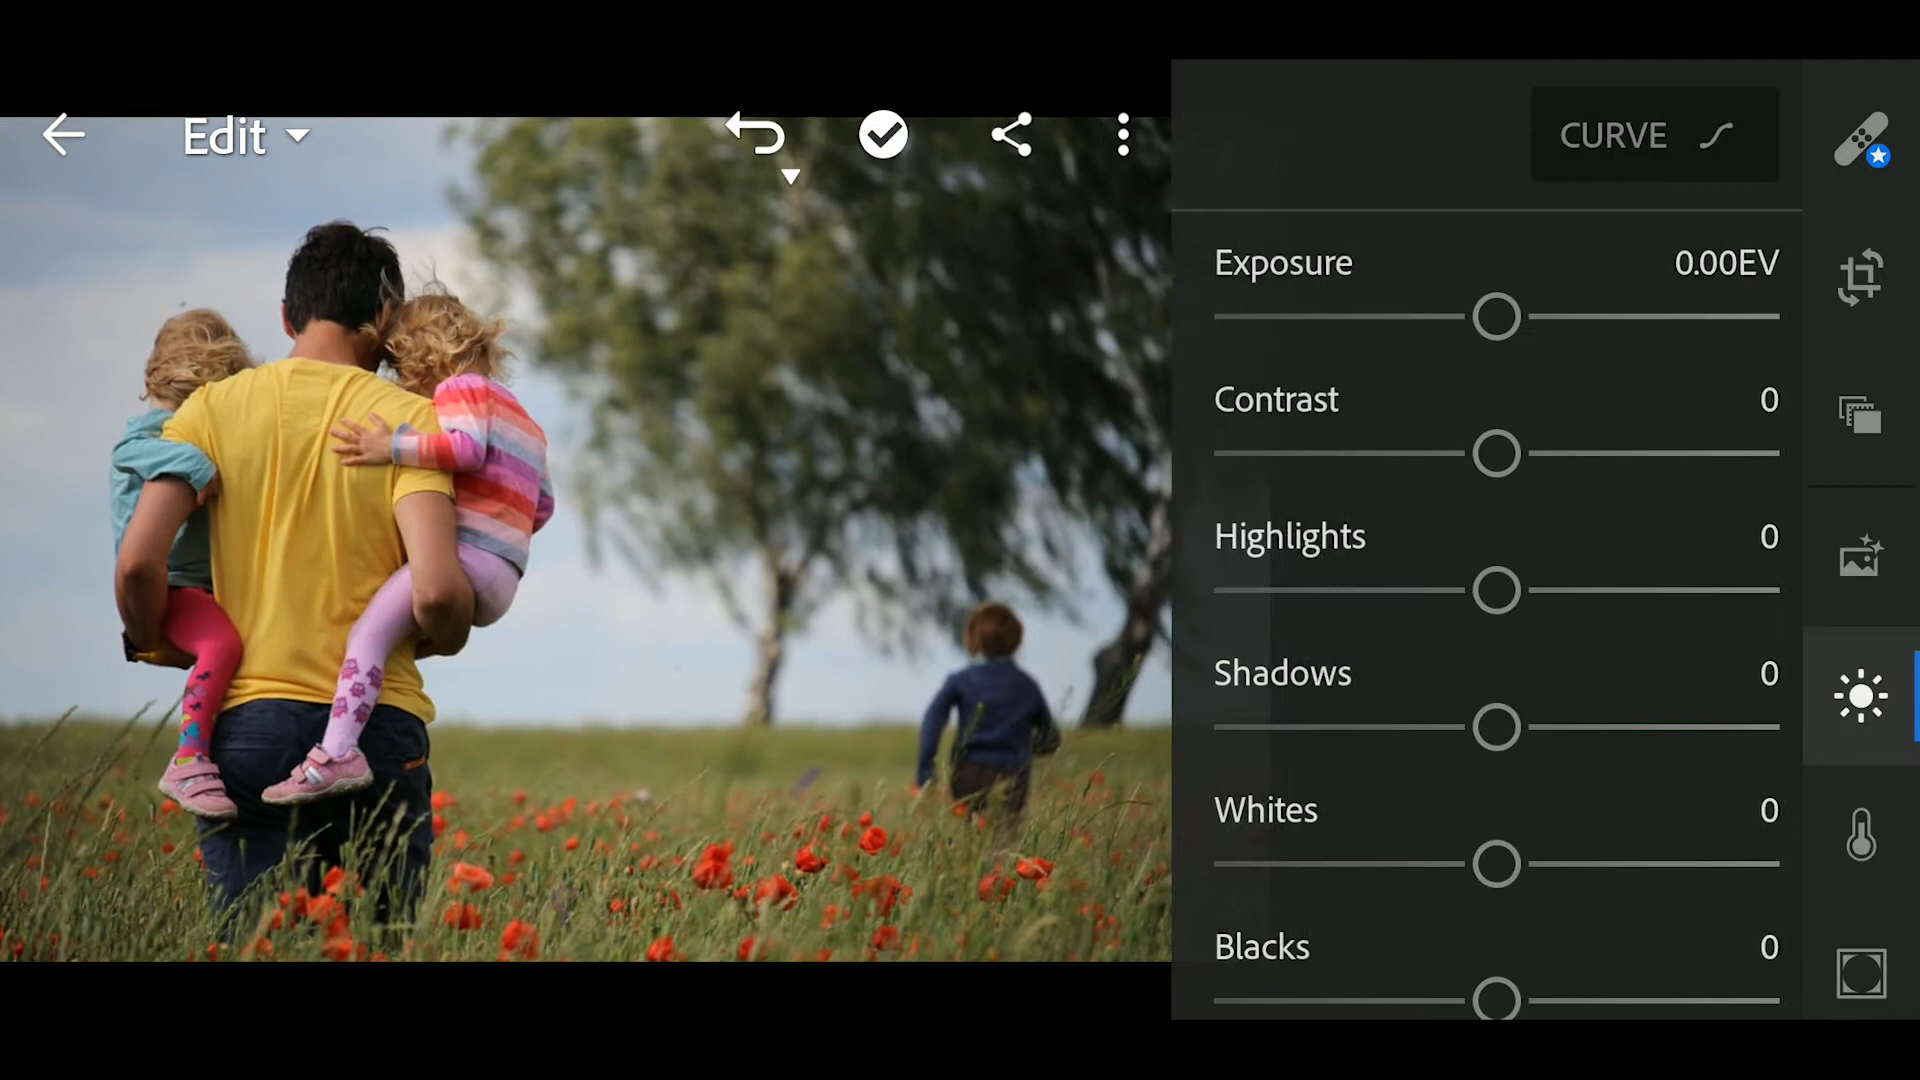 Edit
CURVE
Exposure 0.00EV
Contrast 0
Highlights 0
Shadows 0
Whites 0
Blacks 0